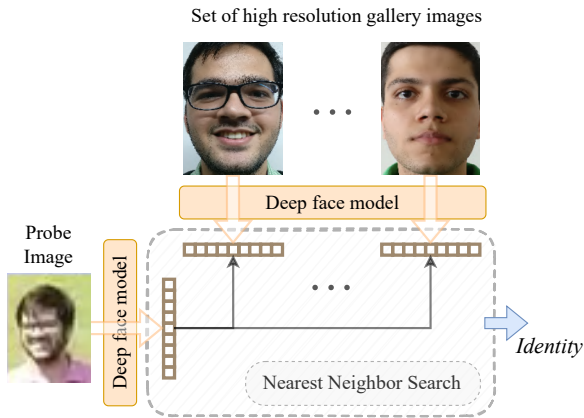 Set of high resolution gallery images
Deep face model
Probe
Image
Deep face model
Identity
Nearest Neighbor Search